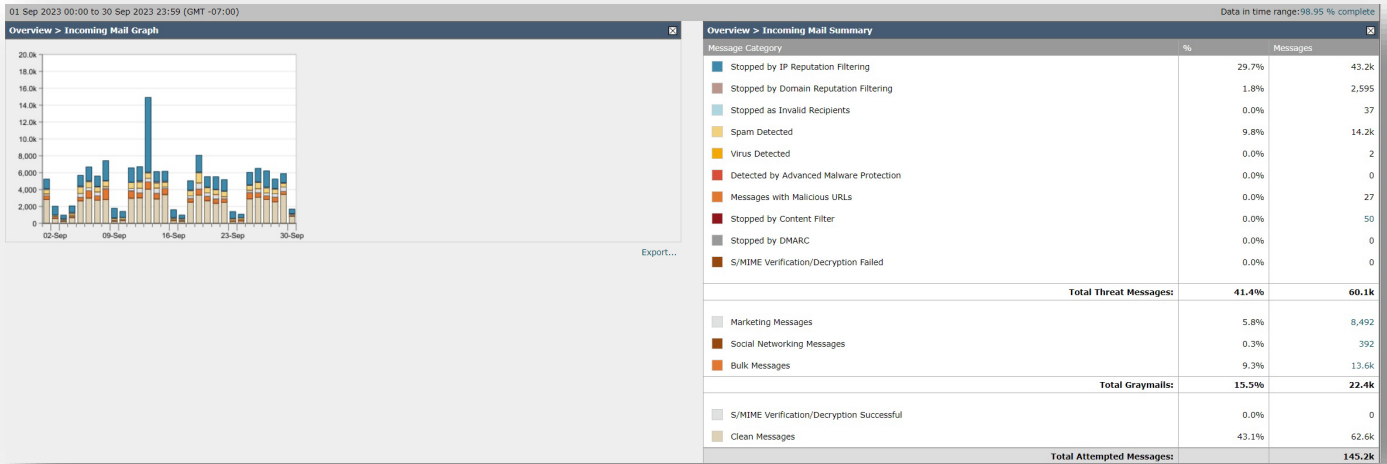 01 Sep 2023 00:00 to 30 Sep 2023 23:59 (GMT -07:00)
Data in time range:98.95 % complete
Overview > Incoming Mail Graph
20.0k
18.0k
16.0k
14.0k
12.0k
10.0k
8,000
6,000
4,000
2,000
0
02-Sep 09-Sep 16-Sep 23-Sep 30-Sep
Export...
Overview > Incoming Mail Summary
Message Category % Messages
Stopped by IP Reputation Filtering 29.7% 43.2k
Stopped by Domain Reputation Filtering 1.8% 2,595
Stopped as Invalid Recipients 0.0% 37
Spam Detected 9.8% 14.2k
Virus Detected 0.0% 2
Detected by Advanced Malware Protection 0.0% 0
Messages with Malicious URLs 0.0% 27
Stopped by Content Filter 0.0% 50
Stopped by DMARC 0.0% 0
S/MIME Verification/Decryption Failed 0.0% 0
Total Threat Messages: 41.4% 60.1k
Marketing Messages 5.8% 8,492
Social Networking Messages 0.3% 392
Bulk Messages 9.3% 13.6k
Total Graymails: 15.5% 22.4k
S/MIME Verification/Decryption Successful 0.0% 0
Clean Messages 43.1% 62.6k
Total Attempted Messages: 145.2k